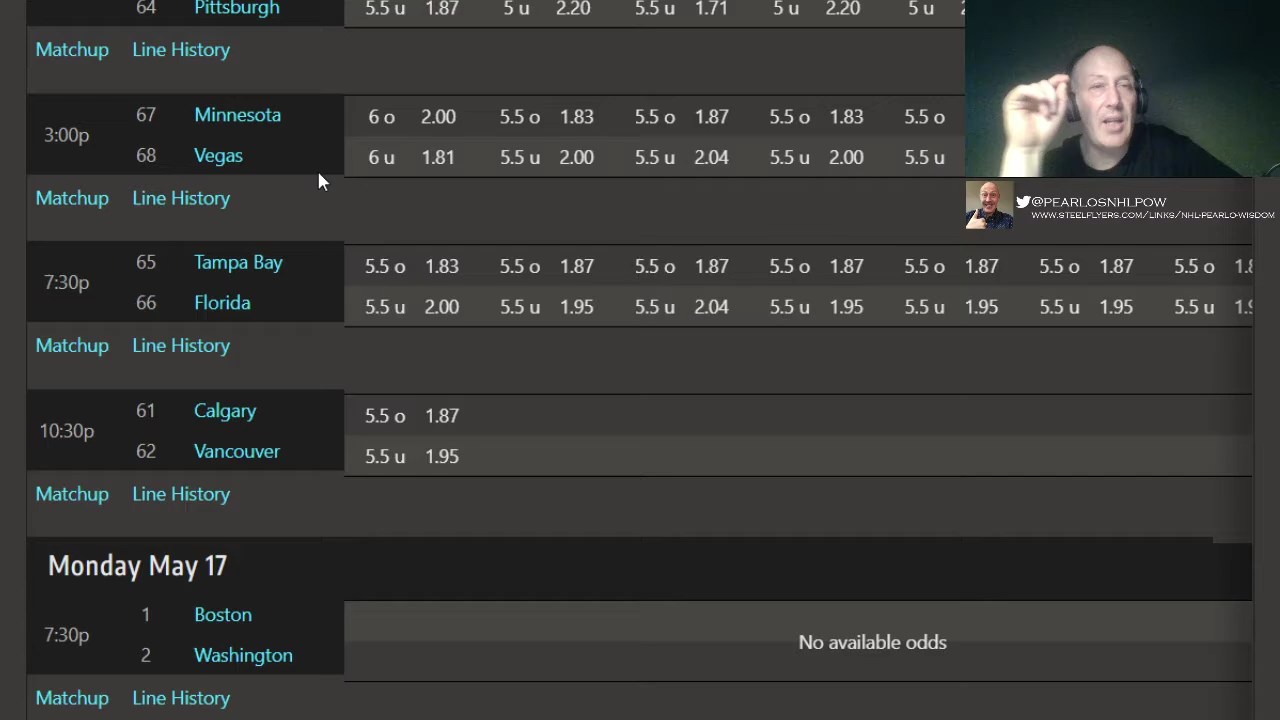 64 Pittsburgh 5.5 u 1.87 5 u 2.20 5.5 u 1.71 5 u 2.20 5 u
Matchup Line History
67 Minnesota 6 o 2.00 5.5 o 1.83 5.5 o 1.87 5.5 o 1.83 5.5 o
3:00p
68 Vegas 6 u 1.81 5.5 u 2.00 5.5 u 2.04 5.5 u 2.00 5.5 u
Matchup Line History
@PEARLOSNHLPOW
WWW.STEELFLYERS.COM/LINKS/NHL-PEARLO-WISDOM
65 Tampa Bay 5.5 o 1.83 5.5 o 1.87 5.5 o 1.87 5.5 o 1.87 5.5 o 1.87 5.5 o 1.87 5.5 o
7:30p
66 Florida 5.5 u 2.00 5.5 u 1.95 5.5 u 2.04 5.5 u 1.95 5.5 u 1.95 5.5 u 1.95 5.5 u
Matchup Line History
61 Calgary 5.5 o 1.87
10:30p
62 Vancouver 5.5 u 1.95
Matchup Line History
Monday May 17
1 Boston
7:30p No available odds
2 Washington
Matchup Line History